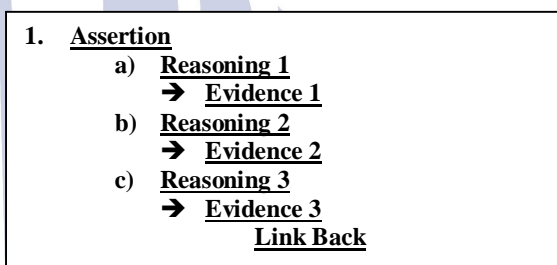 1. Assertion
a) Reasoning 1
➔ Evidence 1
b) Reasoning 2
➔ Evidence 2
c) Reasoning 3
➔ Evidence 3
Link Back